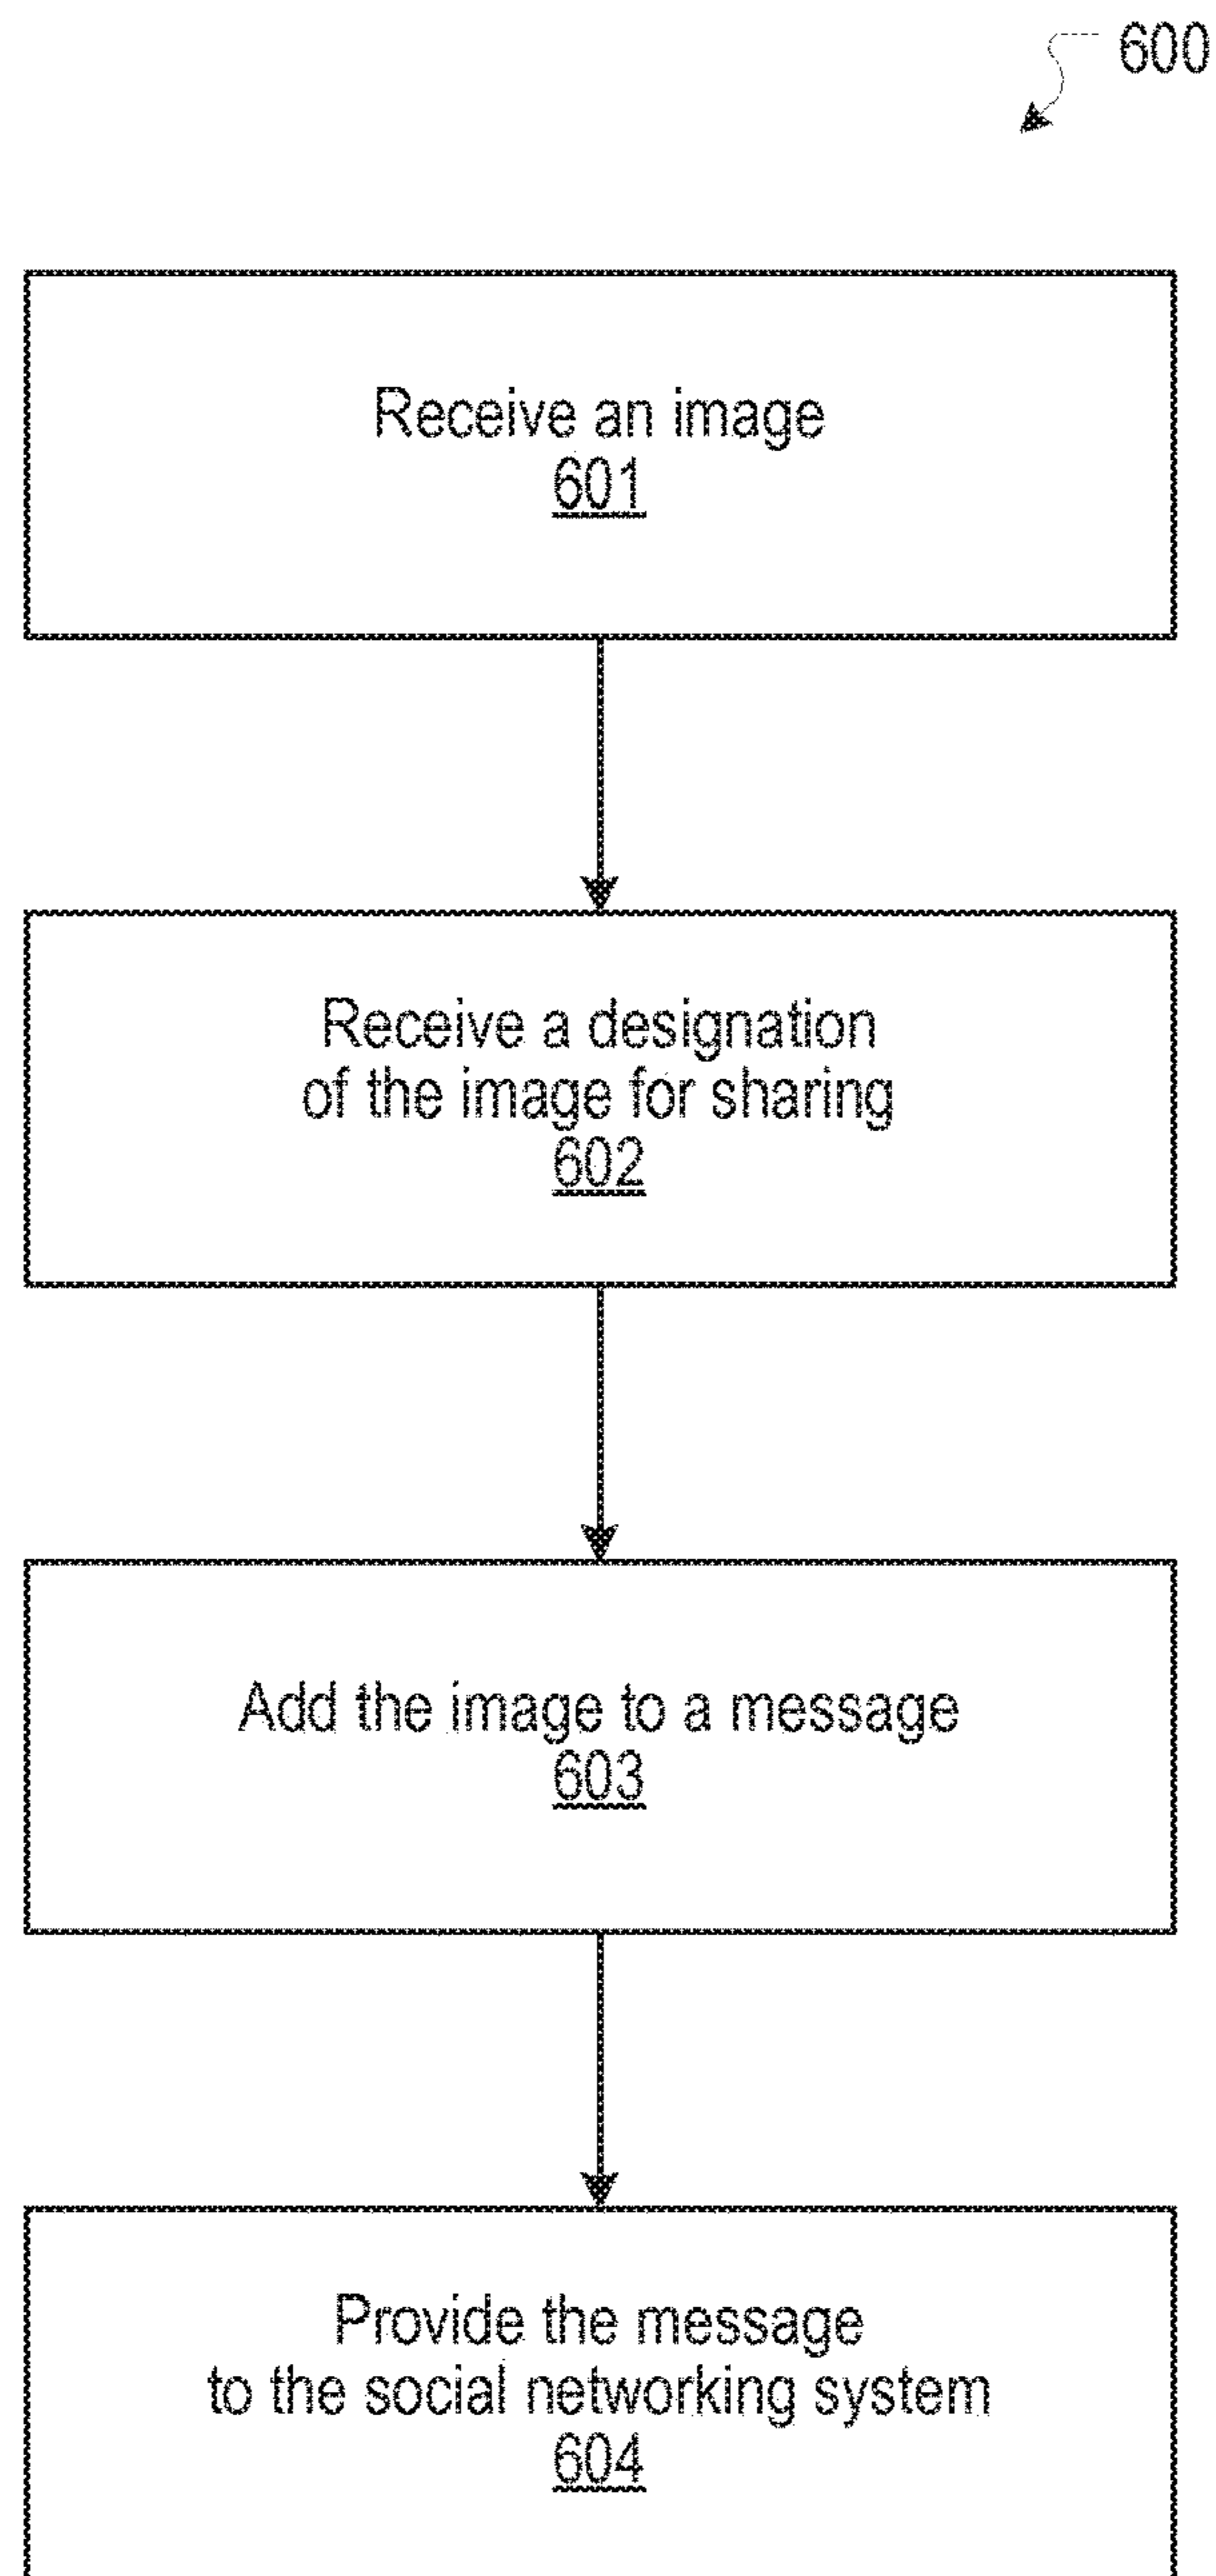 600
Receive an image
601
Receive a designation
of the image for sharing
602
Add the image to a message
603
Provide the message
to the social networking system
604